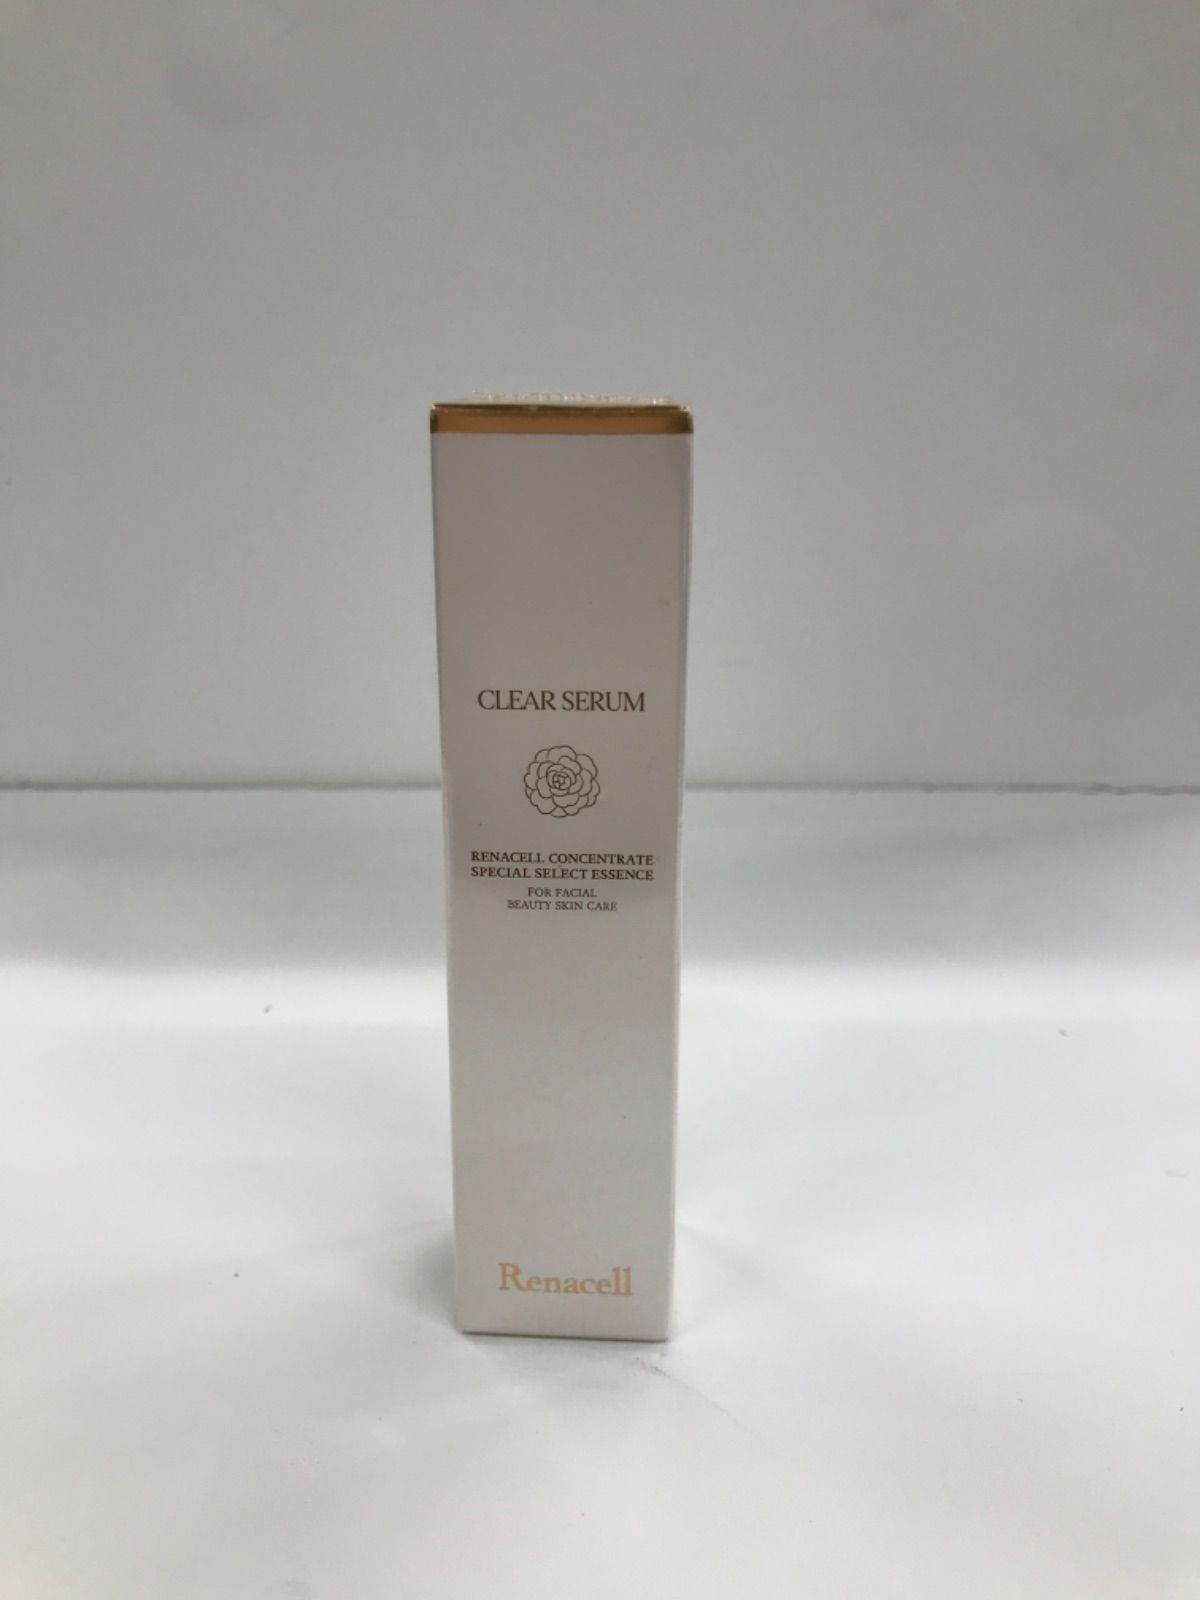 CLEAR SERUM
RENACELL CONCENTRATE
SPECIAL SELECT ESSENCE
FOR FACIAL
BEAUTY SKIN CARE
Renacell